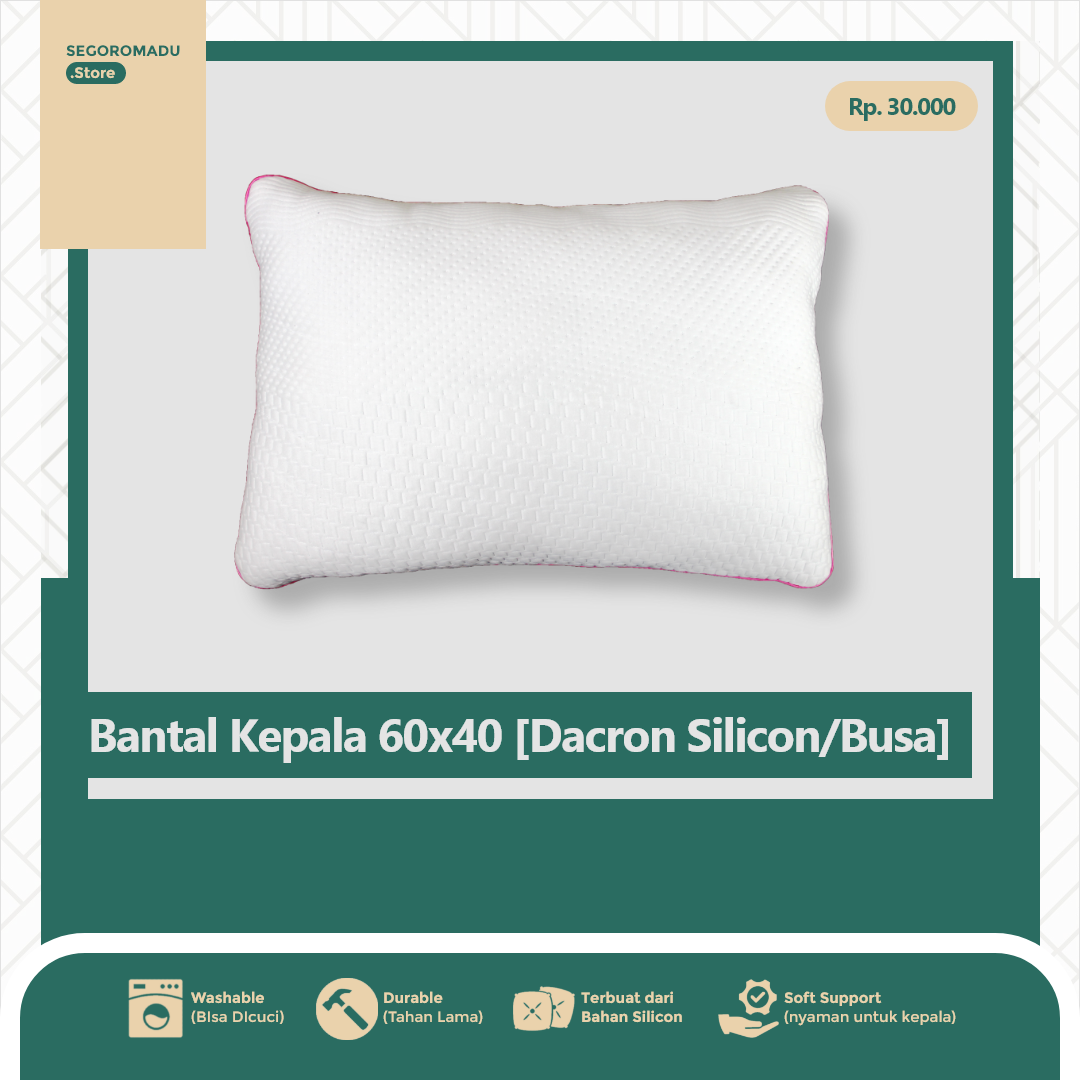 SEGOROMADU
.Store
Rp. 30.000
Bantal Kepala 60x40 [Dacron Silicon/Busa]
Washable
(BIsa DIcuci)
Durable
(Tahan Lama)
Terbuat dari
Bahan Silicon
Soft Support
(nyaman untuk kepala)